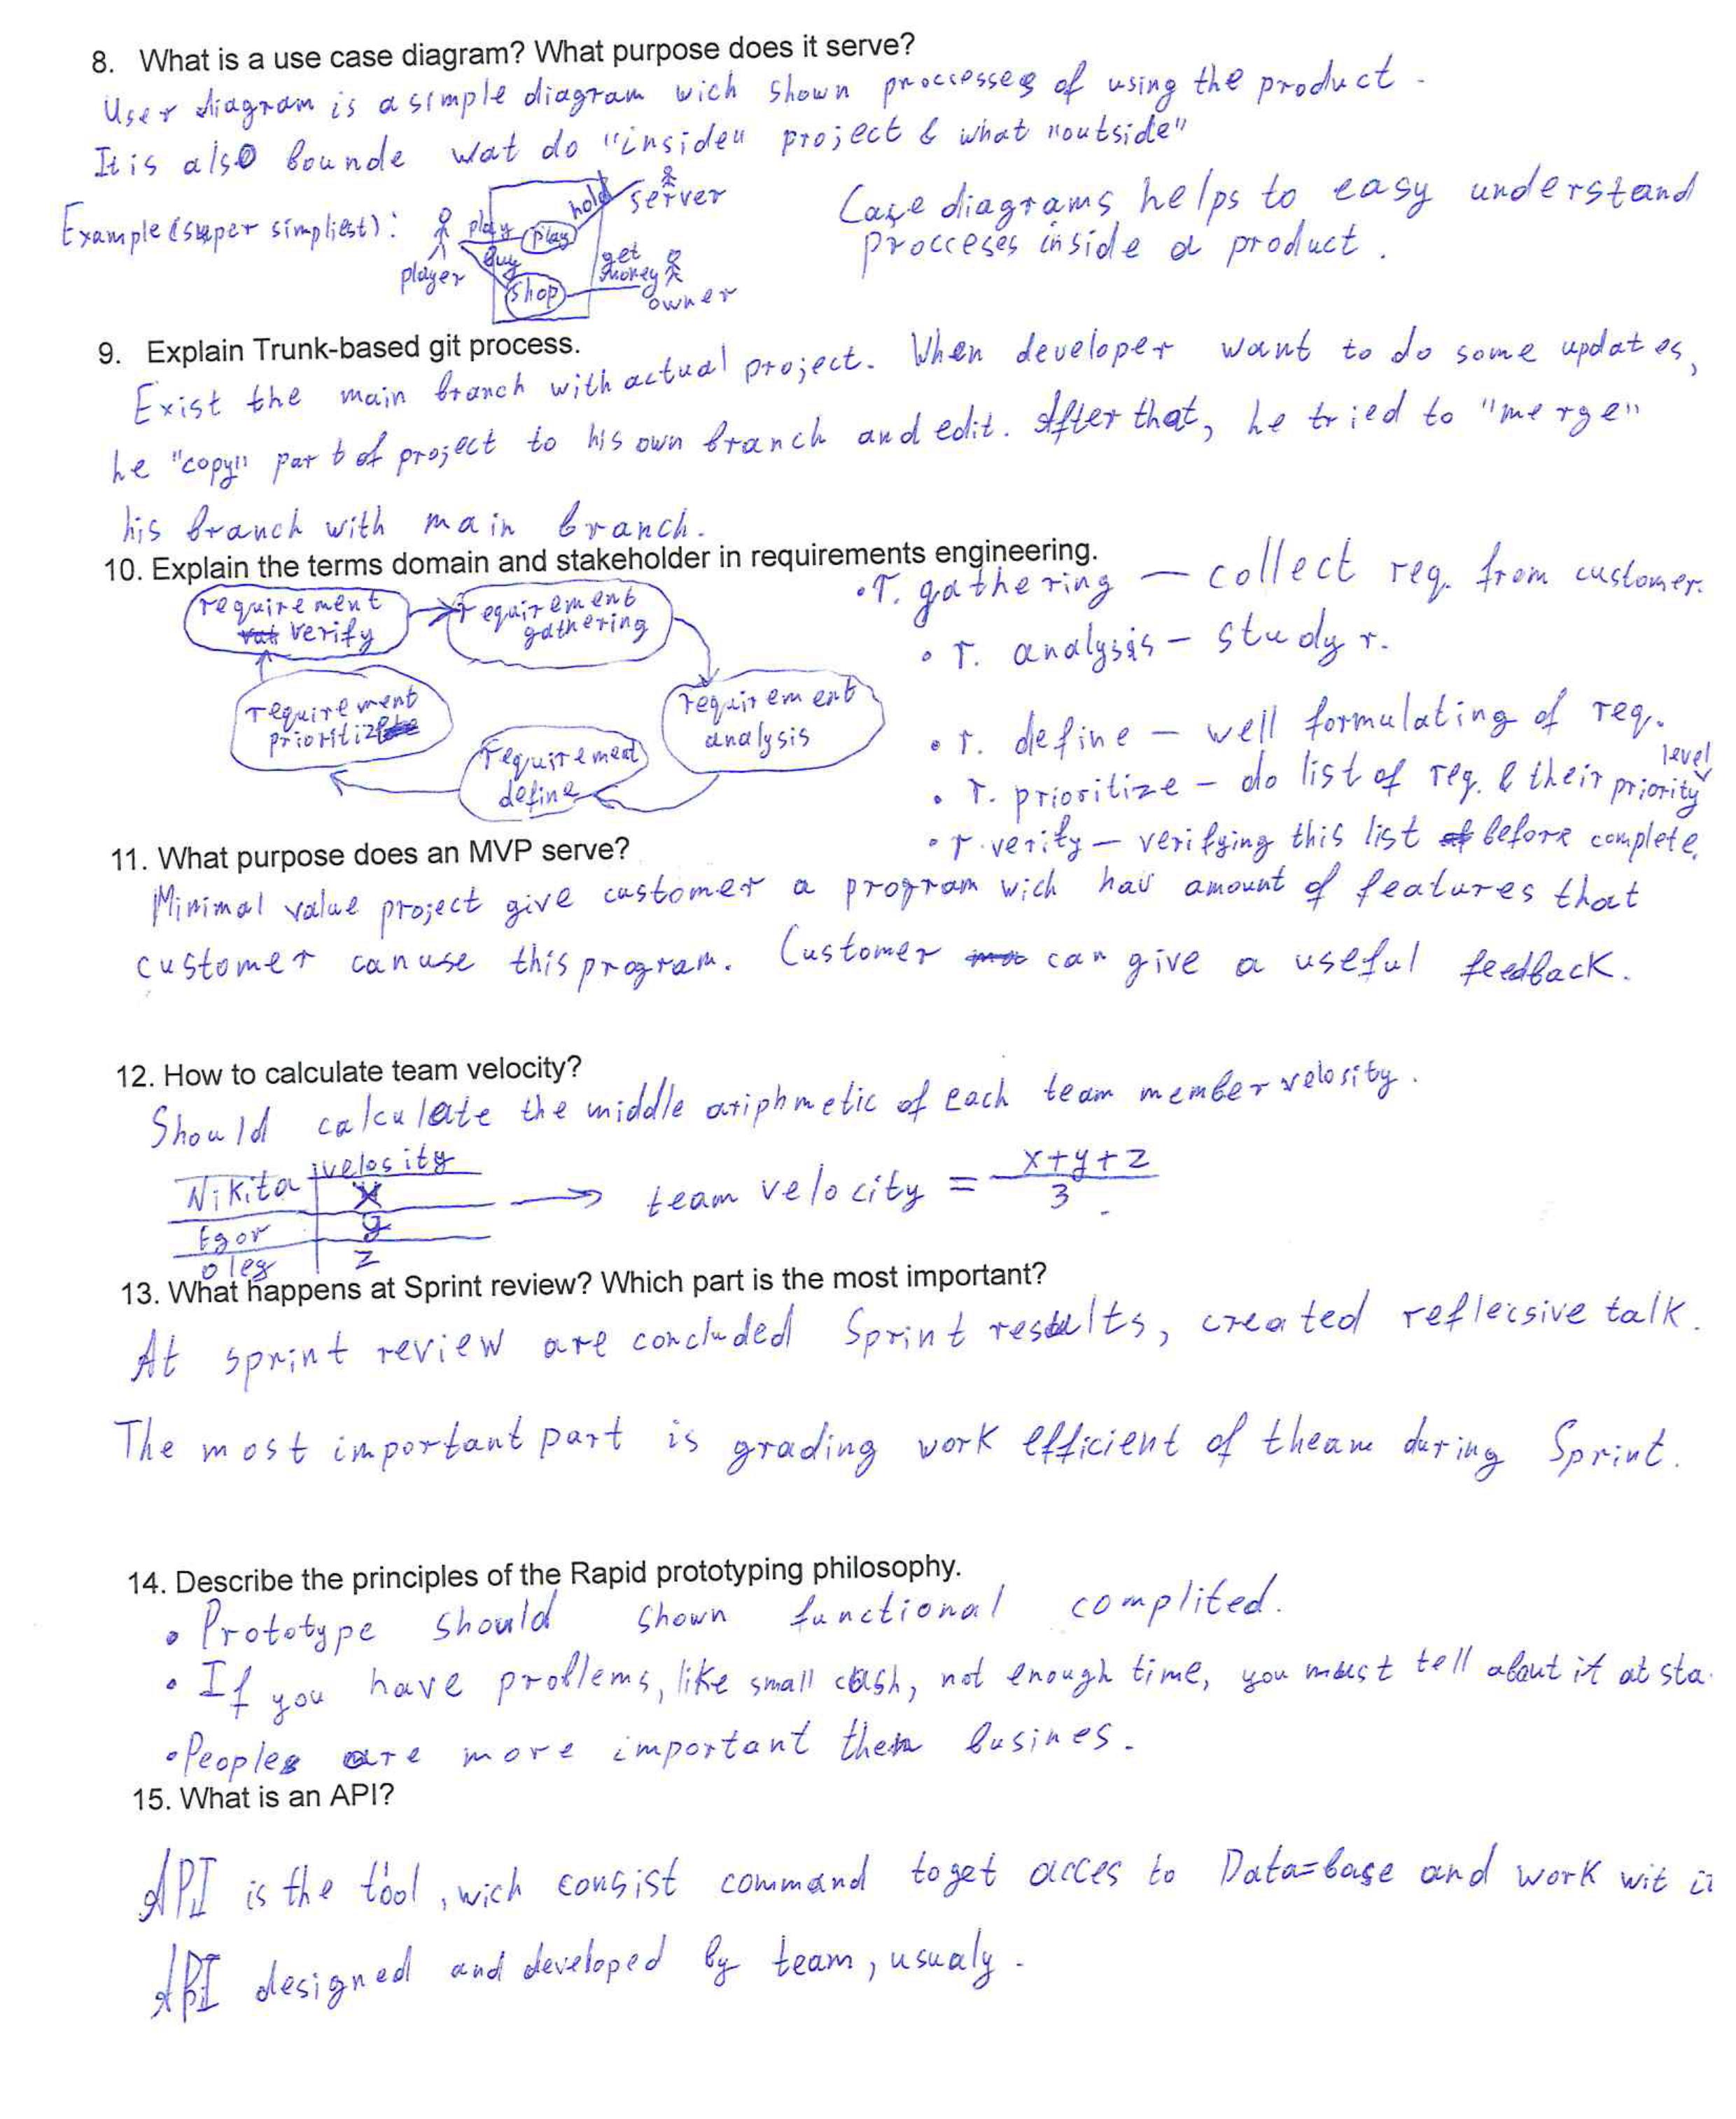 8. What is a use case diagram? What purpose does it serve?
User diagram is a simple diagram wich shown proccesses of using the product.
It is also bounde wat do "inside" project & what "outside"
Example (super simpliest):
player
play
buy
play
shop
hold
server
get
money
owner
Case diagrams helps to easy understand
procceses inside a product.
9. Explain Trunk-based git process.
Exist the main branch with actual project. When developer want to do some updates,
he "copy" part of project to his own branch and edit. After that, he tried to "merge"
his branch with main branch.
10. Explain the terms domain and stakeholder in requirements engineering.
requirement
verify
requirement
gathering
requirement
analysis
requirement
define
requirement
prioritize
• r. gathering — collect req. from customer.
• r. analysis – study r.
• r. define – well formulating of req.
• r. prioritize – do list of req. & their priority level
• r. verify – verifying this list before complete.
11. What purpose does an MVP serve?
Minimal value project give customer a program wich hav amount of features that
customer can use this program. Customer can give a useful feedback.
12. How to calculate team velocity?
Should calculate the middle ariphmetic of each team member velosity.
velosity
Nikita x
Egor y
Oleg z
→ team velocity = x+y+z / 3
13. What happens at Sprint review? Which part is the most important?
At sprint review are concluded Sprint results, created reflecsive talk.
The most important part is grading work efficient of theam during Sprint.
14. Describe the principles of the Rapid prototyping philosophy.
• Prototype should shown functional complited.
• If you have problems, like small cash, not enough time, you must tell about it at sta
• Peoples are more important then busines.
15. What is an API?
API is the tool, wich consist command to get acces to Data=base and work wit it
API designed and developed by team, usualy.